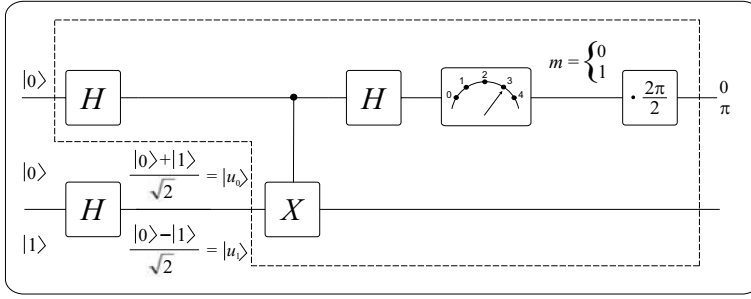 |0⟩ H H 0 1 2 3 4 m = { 0 1 · 2π/2 0 π
|0⟩ |0⟩+|1⟩/√2 = |u₀⟩
H X
|1⟩ |0⟩−|1⟩/√2 = |u₁⟩